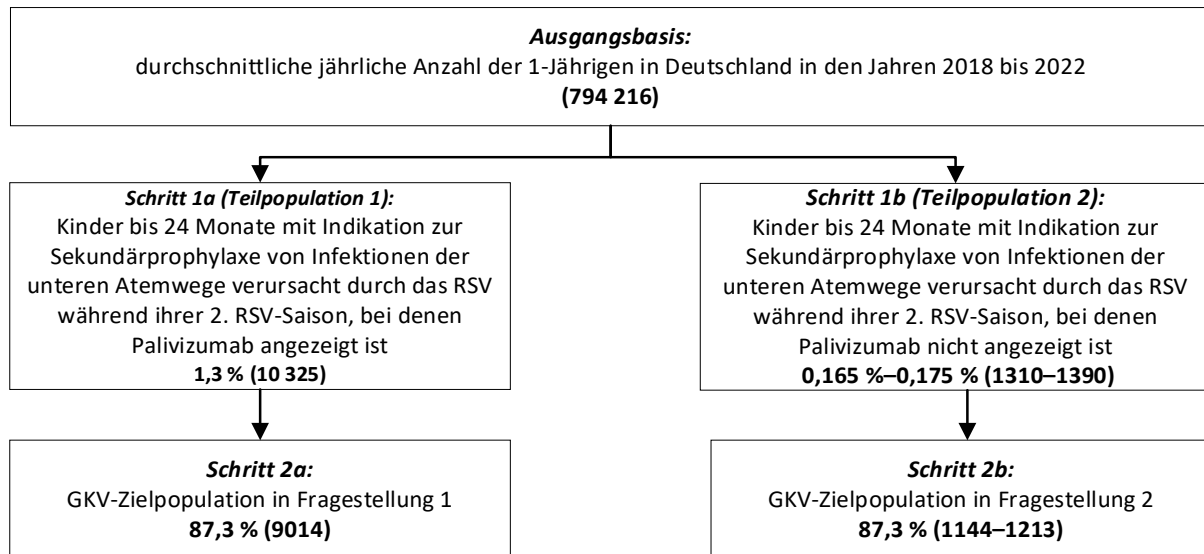 Ausgangsbasis:
durchschnittliche jährliche Anzahl der 1-Jährigen in Deutschland in den Jahren 2018 bis 2022
(794 216)
Schritt 1a (Teilpopulation 1):
Kinder bis 24 Monate mit Indikation zur
Sekundärprophylaxe von Infektionen der
unteren Atemwege verursacht durch das RSV
während ihrer 2. RSV-Saison, bei denen
Palivizumab angezeigt ist
1,3 % (10 325)
Schritt 1b (Teilpopulation 2):
Kinder bis 24 Monate mit Indikation zur
Sekundärprophylaxe von Infektionen der
unteren Atemwege verursacht durch das RSV
während ihrer 2. RSV-Saison, bei denen
Palivizumab nicht angezeigt ist
0,165 %–0,175 % (1310–1390)
Schritt 2a:
GKV-Zielpopulation in Fragestellung 1
87,3 % (9014)
Schritt 2b:
GKV-Zielpopulation in Fragestellung 2
87,3 % (1144–1213)